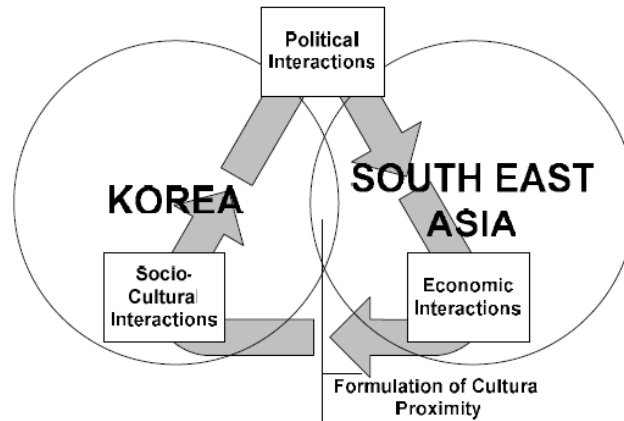 Political
Interactions
KOREA
SOUTH EAST
ASIA
Socio-
Cultural
Interactions
Economic
Interactions
Formulation of Cultura
Proximity